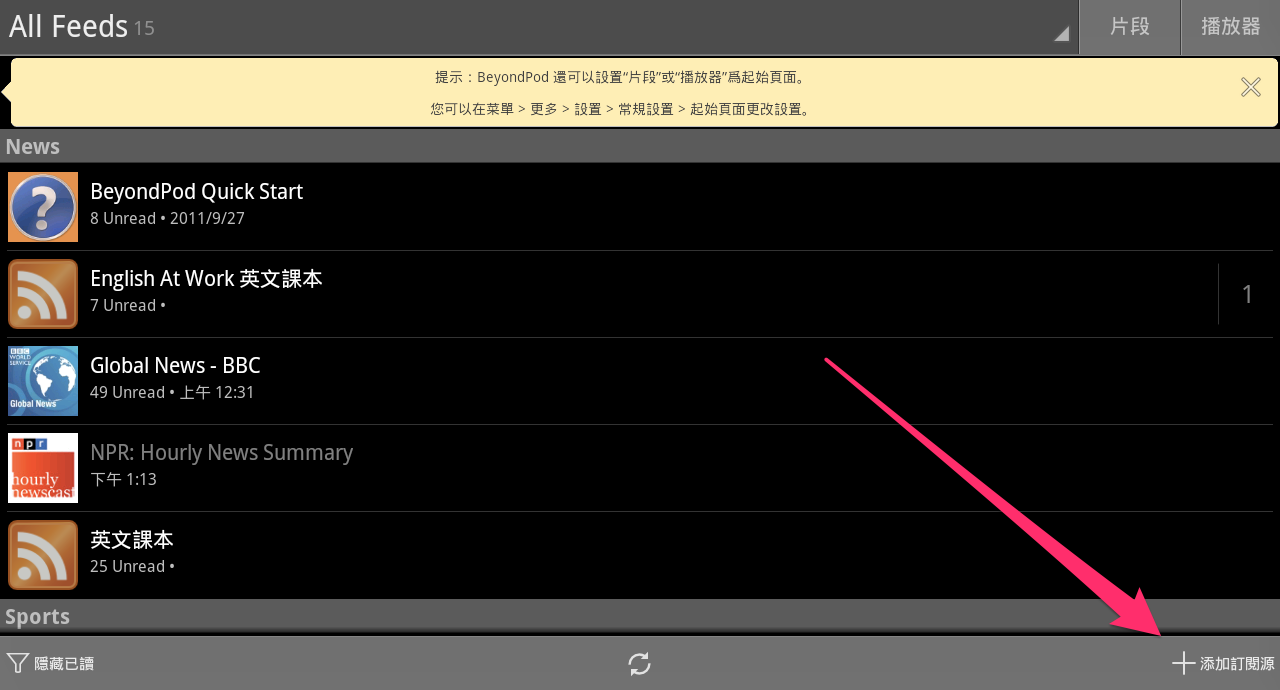 All Feeds 15
片段
播放器
提示：BeyondPod 還可以設置“片段”或“播放器”爲起始頁面。
您可以在菜單 > 更多 > 設置 > 常規設置 > 起始頁面更改設置。
News
BeyondPod Quick Start
8 Unread • 2011/9/27
English At Work 英文課本
7 Unread •
1
BBC
WORLD
SERVICE
Global News
Global News - BBC
49 Unread • 上午 12:31
n p r
hourly
newscast
NPR: Hourly News Summary
下午 1:13
英文課本
25 Unread •
Sports
隱藏已讀
添加訂閱源